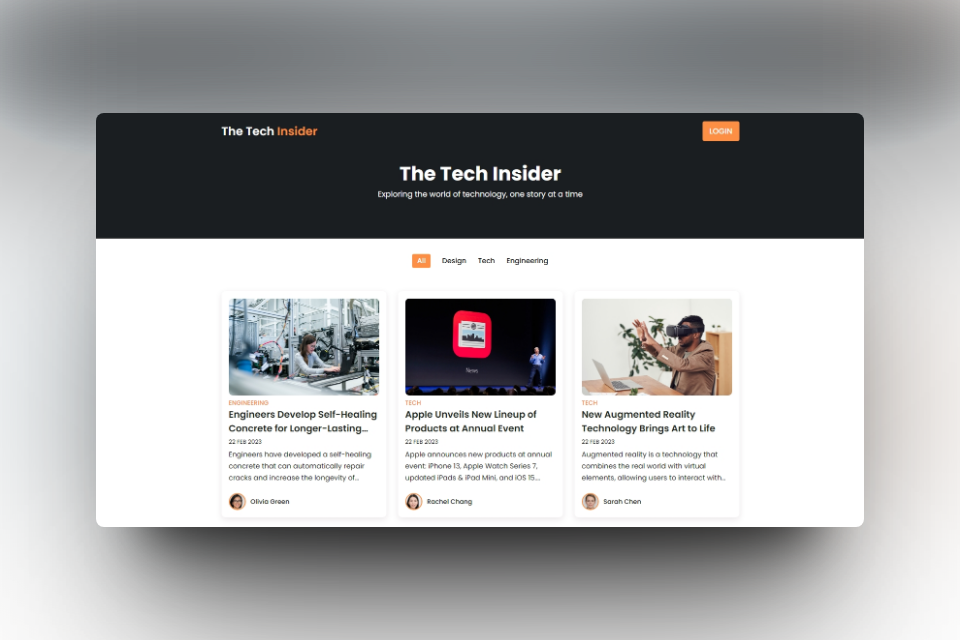 The Tech Insider
LOGIN
The Tech Insider
Exploring the world of technology, one story at a time
All
Design
Tech
Engineering
ENGINEERING
Engineers Develop Self-Healing
Concrete for Longer-Lasting...
22 FEB 2023
Engineers have developed a self-healing
concrete that can automatically repair
cracks and increase the longevity of...
Olivia Green
News
TECH
Apple Unveils New Lineup of
Products at Annual Event
22 FEB 2023
Apple announces new products at annual
event: iPhone 13, Apple Watch Series 7,
updated iPads & iPad Mini, and iOS 15....
Rachel Chang
TECH
New Augmented Reality
Technology Brings Art to Life
22 FEB 2023
Augmented reality is a technology that
combines the real world with virtual
elements, allowing users to interact with...
Sarah Chen